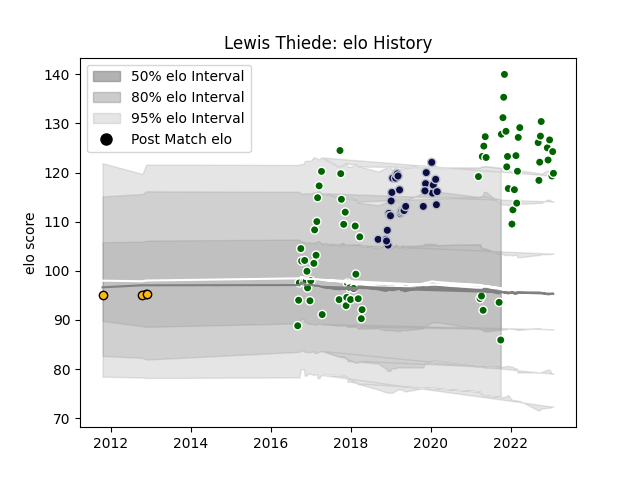 Lewis Thiede: elo History
50% elo Interval
80% elo Interval
95% elo Interval
Post Match elo
elo score
140
130
120
110
100
90
80
70
2012
2014
2016
2018
2020
2022